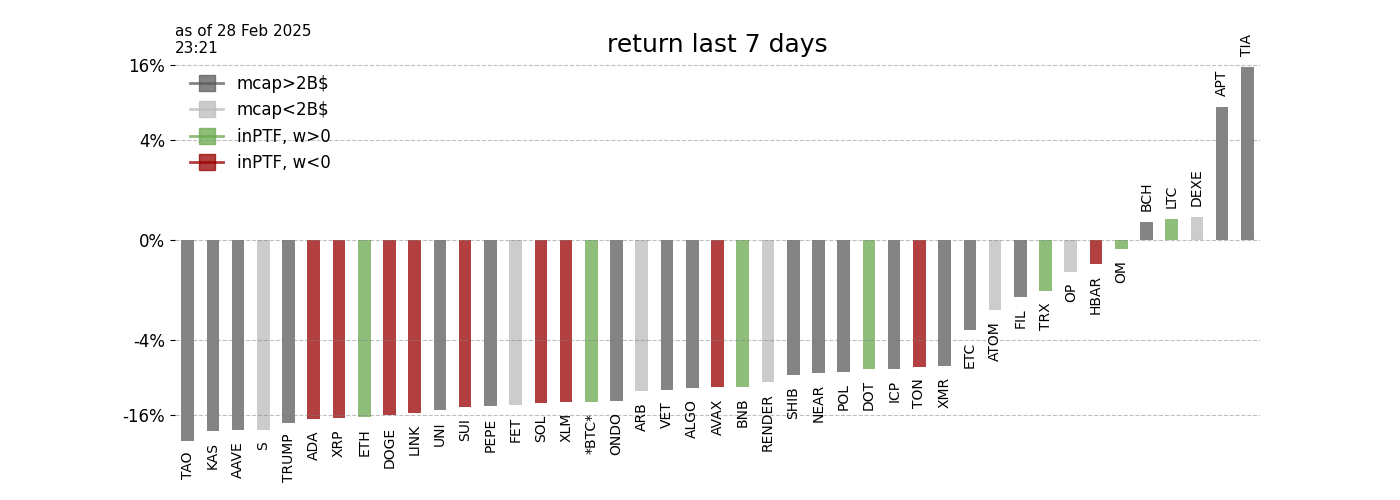 as of 28 Feb 2025
23:21
return last 7 days
16%
4%
0%
-4%
-16%
mcap>2B$
mcap<2B$
inPTF, w>0
inPTF, w<0
TAO
KAS
AAVE
S
TRUMP
ADA
XRP
ETH
DOGE
LINK
UNI
SUI
PEPE
FET
SOL
XLM
*BTC*
ONDO
ARB
VET
ALGO
AVAX
BNB
RENDER
SHIB
NEAR
POL
DOT
ICP
TON
XMR
ETC
ATOM
FIL
TRX
OP
HBAR
OM
BCH
LTC
DEXE
APT
TIA